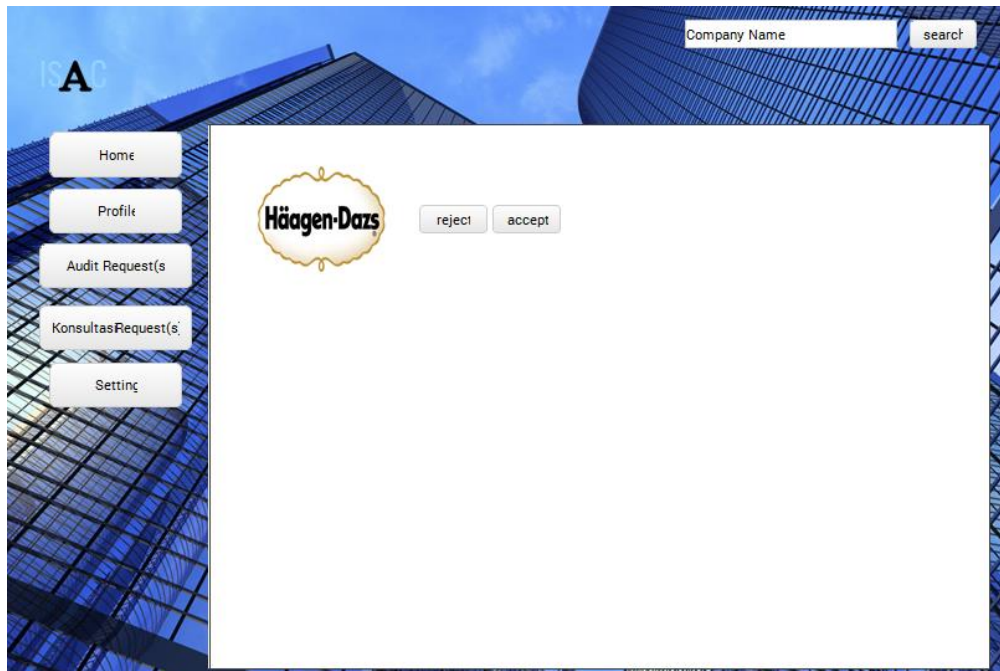 Company Name
search
ISAC
Home
Profile
Häagen-Dazs
reject accept
Audit Request(s
KonsultasiRequest(s)
Setting